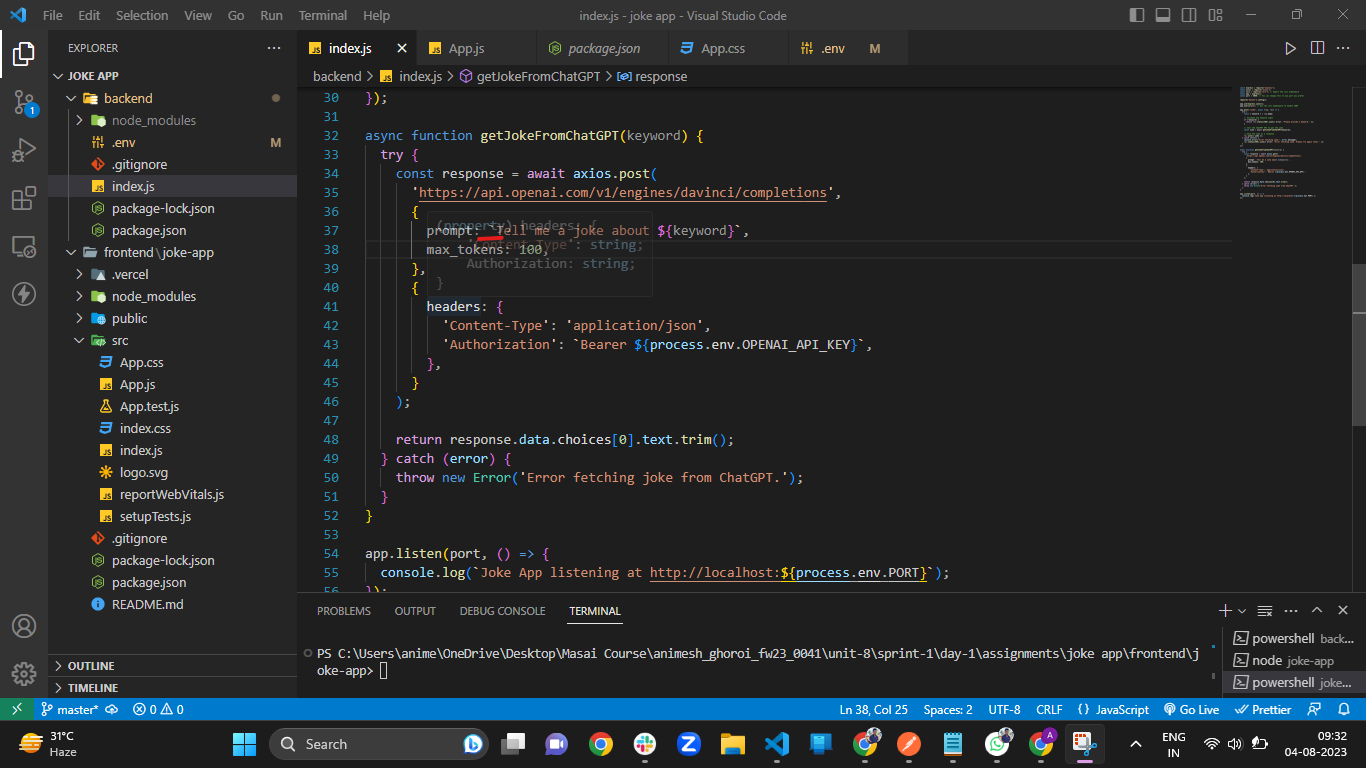 File Edit Selection View Go Run Terminal Help
index.js - joke app - Visual Studio Code
EXPLORER
JOKE APP
backend
node_modules
.env M
.gitignore
index.js
package-lock.json
package.json
frontend\joke-app
.vercel
node_modules
public
src
App.css
App.js
App.test.js
index.css
index.js
logo.svg
reportWebVitals.js
setupTests.js
.gitignore
package-lock.json
package.json
README.md
OUTLINE
TIMELINE
index.js App.js package.json App.css .env M
backend > index.js > getJokeFromChatGPT > response
30 });
31
32 async function getJokeFromChatGPT(keyword) {
33 try {
34 const response = await axios.post(
35 'https://api.openai.com/v1/engines/davinci/completions',
36 {
37 prompt: `Tell me a joke about ${keyword}`,
38 max_tokens: 100,
39 },
40 {
41 headers: {
42 'Content-Type': 'application/json',
43 'Authorization': `Bearer ${process.env.OPENAI_API_KEY}`,
44 },
45 }
46 );
47
48 return response.data.choices[0].text.trim();
49 } catch (error) {
50 throw new Error('Error fetching joke from ChatGPT.');
51 }
52 }
53
54 app.listen(port, () => {
55 console.log(`Joke App listening at http://localhost:${process.env.PORT}`);
56 });
(property) headers: {
'Content-Type': string;
Authorization: string;
}
PROBLEMS OUTPUT DEBUG CONSOLE TERMINAL
PS C:\Users\anime\OneDrive\Desktop\Masai Course\animesh_ghoroi_fw23_0041\unit-8\sprint-1\day-1\assignments\joke app\frontend\j
oke-app>
powershell back...
node joke-app
powershell joke...
1
master* 0 0 Ln 38, Col 25 Spaces: 2 UTF-8 CRLF {} JavaScript Go Live Prettier
31°C
Haze
Search
A
ENG
IN
09:32
04-08-2023